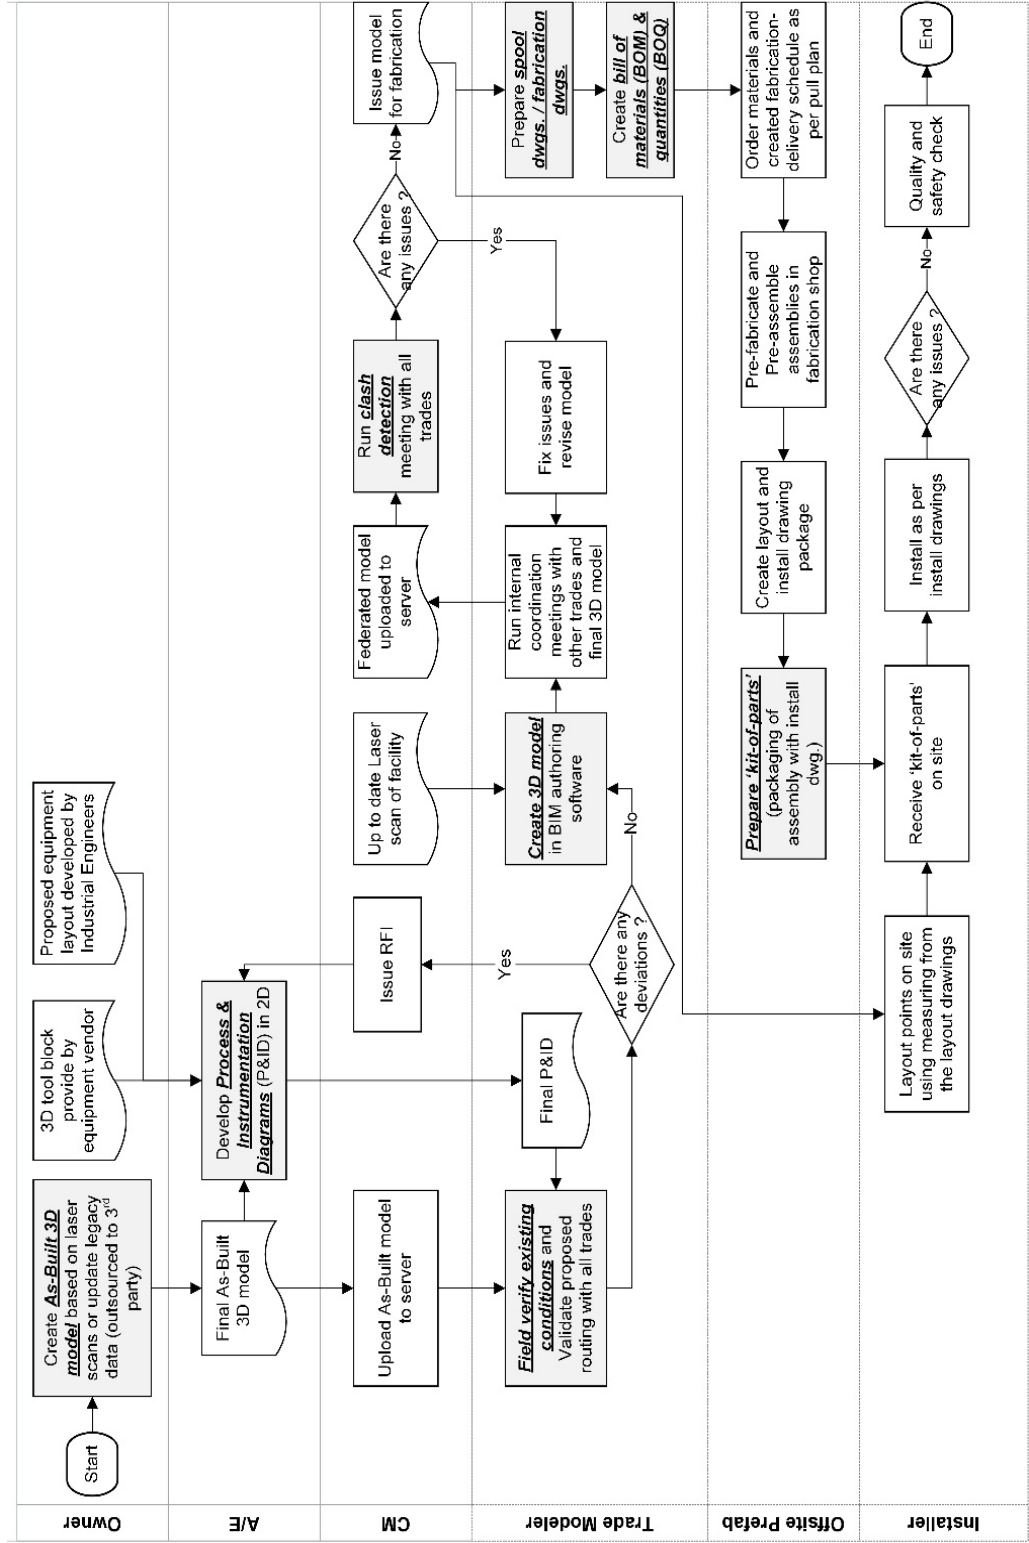 Owner
Start
Create As-Built 3D
model based on laser
scans or update legacy
data (outsourced to 3rd
party)
3D tool block
provide by
equipment vendor
Proposed equipment
layout developed by
Industrial Engineers
A/E
Final As-Built
3D model
Develop Process &
Instrumentation
Diagrams (P&ID) in 2D
CM
Upload As-Built model
to server
Issue RFI
Up to date Laser
scan of facility
Federated model
uploaded to
server
Run clash
detection
meeting with all
trades
Are there
any issues ?
No
Issue model
for fabrication
Trade Modeler
Field verify existing
conditions and
Validate proposed
routing with all trades
Final P&ID
Yes
Are there any
deviations ?
No
Create 3D model
in BIM authoring
software
Run internal
coordination
meetings with
other trades and
final 3D model
Fix issues and
revise model
Yes
Prepare spool
dwgs. / fabrication
dwgs.
Create bill of
materials (BOM) &
quantities (BOQ)
Offsite Prefab
Prepare ‘kit-of-parts’
(packaging of
assembly with install
dwg.)
Create layout and
install drawing
package
Pre-fabricate and
Pre-assemble
assemblies in
fabrication shop
Order materials and
created fabrication-
delivery schedule as
per pull plan
Installer
Layout points on site
using measuring from
the layout drawings
Receive ‘kit-of-parts’
on site
Install as per
install drawings
Are there
any issues ?
No
Quality and
safety check
End